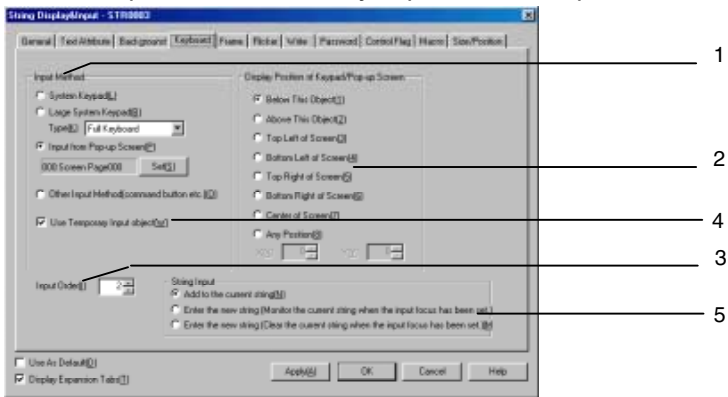 String Display&Input - STR0003
General Text Attribute Background Keyboard Frame Flicker Write Password Control Flag Macro Size/Position
Input Method
System Keypad(L)
Large System Keypad(B)
Type(K) Full Keyboard
Input from Pop-up Screen(P)
000:Screen Page000 Set(S)
Other Input Method(command button etc.)(O)
Use Temporary Input object(w)
Input Order(I) 2
Display Position of Keypad/Pop-up Screen
Below This Object(1)
Above This Object(2)
Top Left of Screen(3)
Bottom Left of Screen(4)
Top Right of Screen(5)
Bottom Right of Screen(6)
Center of Screen(7)
Any Position(8)
0 0
String Input
Add to the current string(N)
Enter the new string (Monitor the current string when the input focus has been set.)
Enter the new string (Clear the current string when the input focus has been set.)
Use As Default(D)
Display Expansion Tabs(T)
Apply(A) OK Cancel Help
1
2
4
3
5